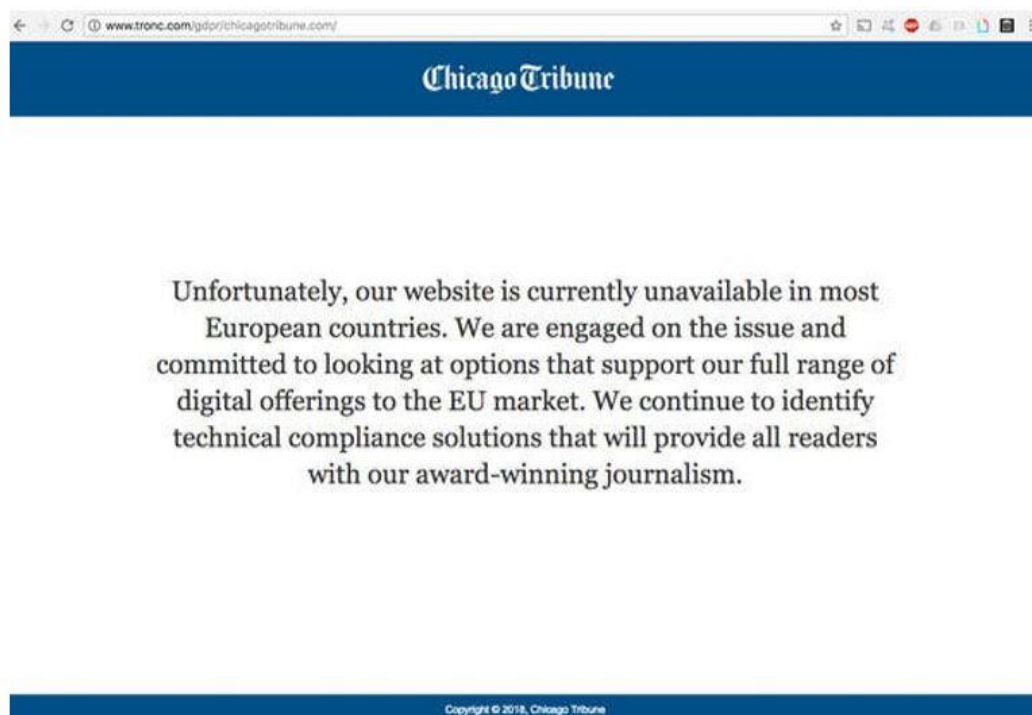 www.tronc.com/gdpr/chicagotribune.com/
Chicago Tribune
Unfortunately, our website is currently unavailable in most
European countries. We are engaged on the issue and
committed to looking at options that support our full range of
digital offerings to the EU market. We continue to identify
technical compliance solutions that will provide all readers
with our award-winning journalism.
Copyright © 2018, Chicago Tribune